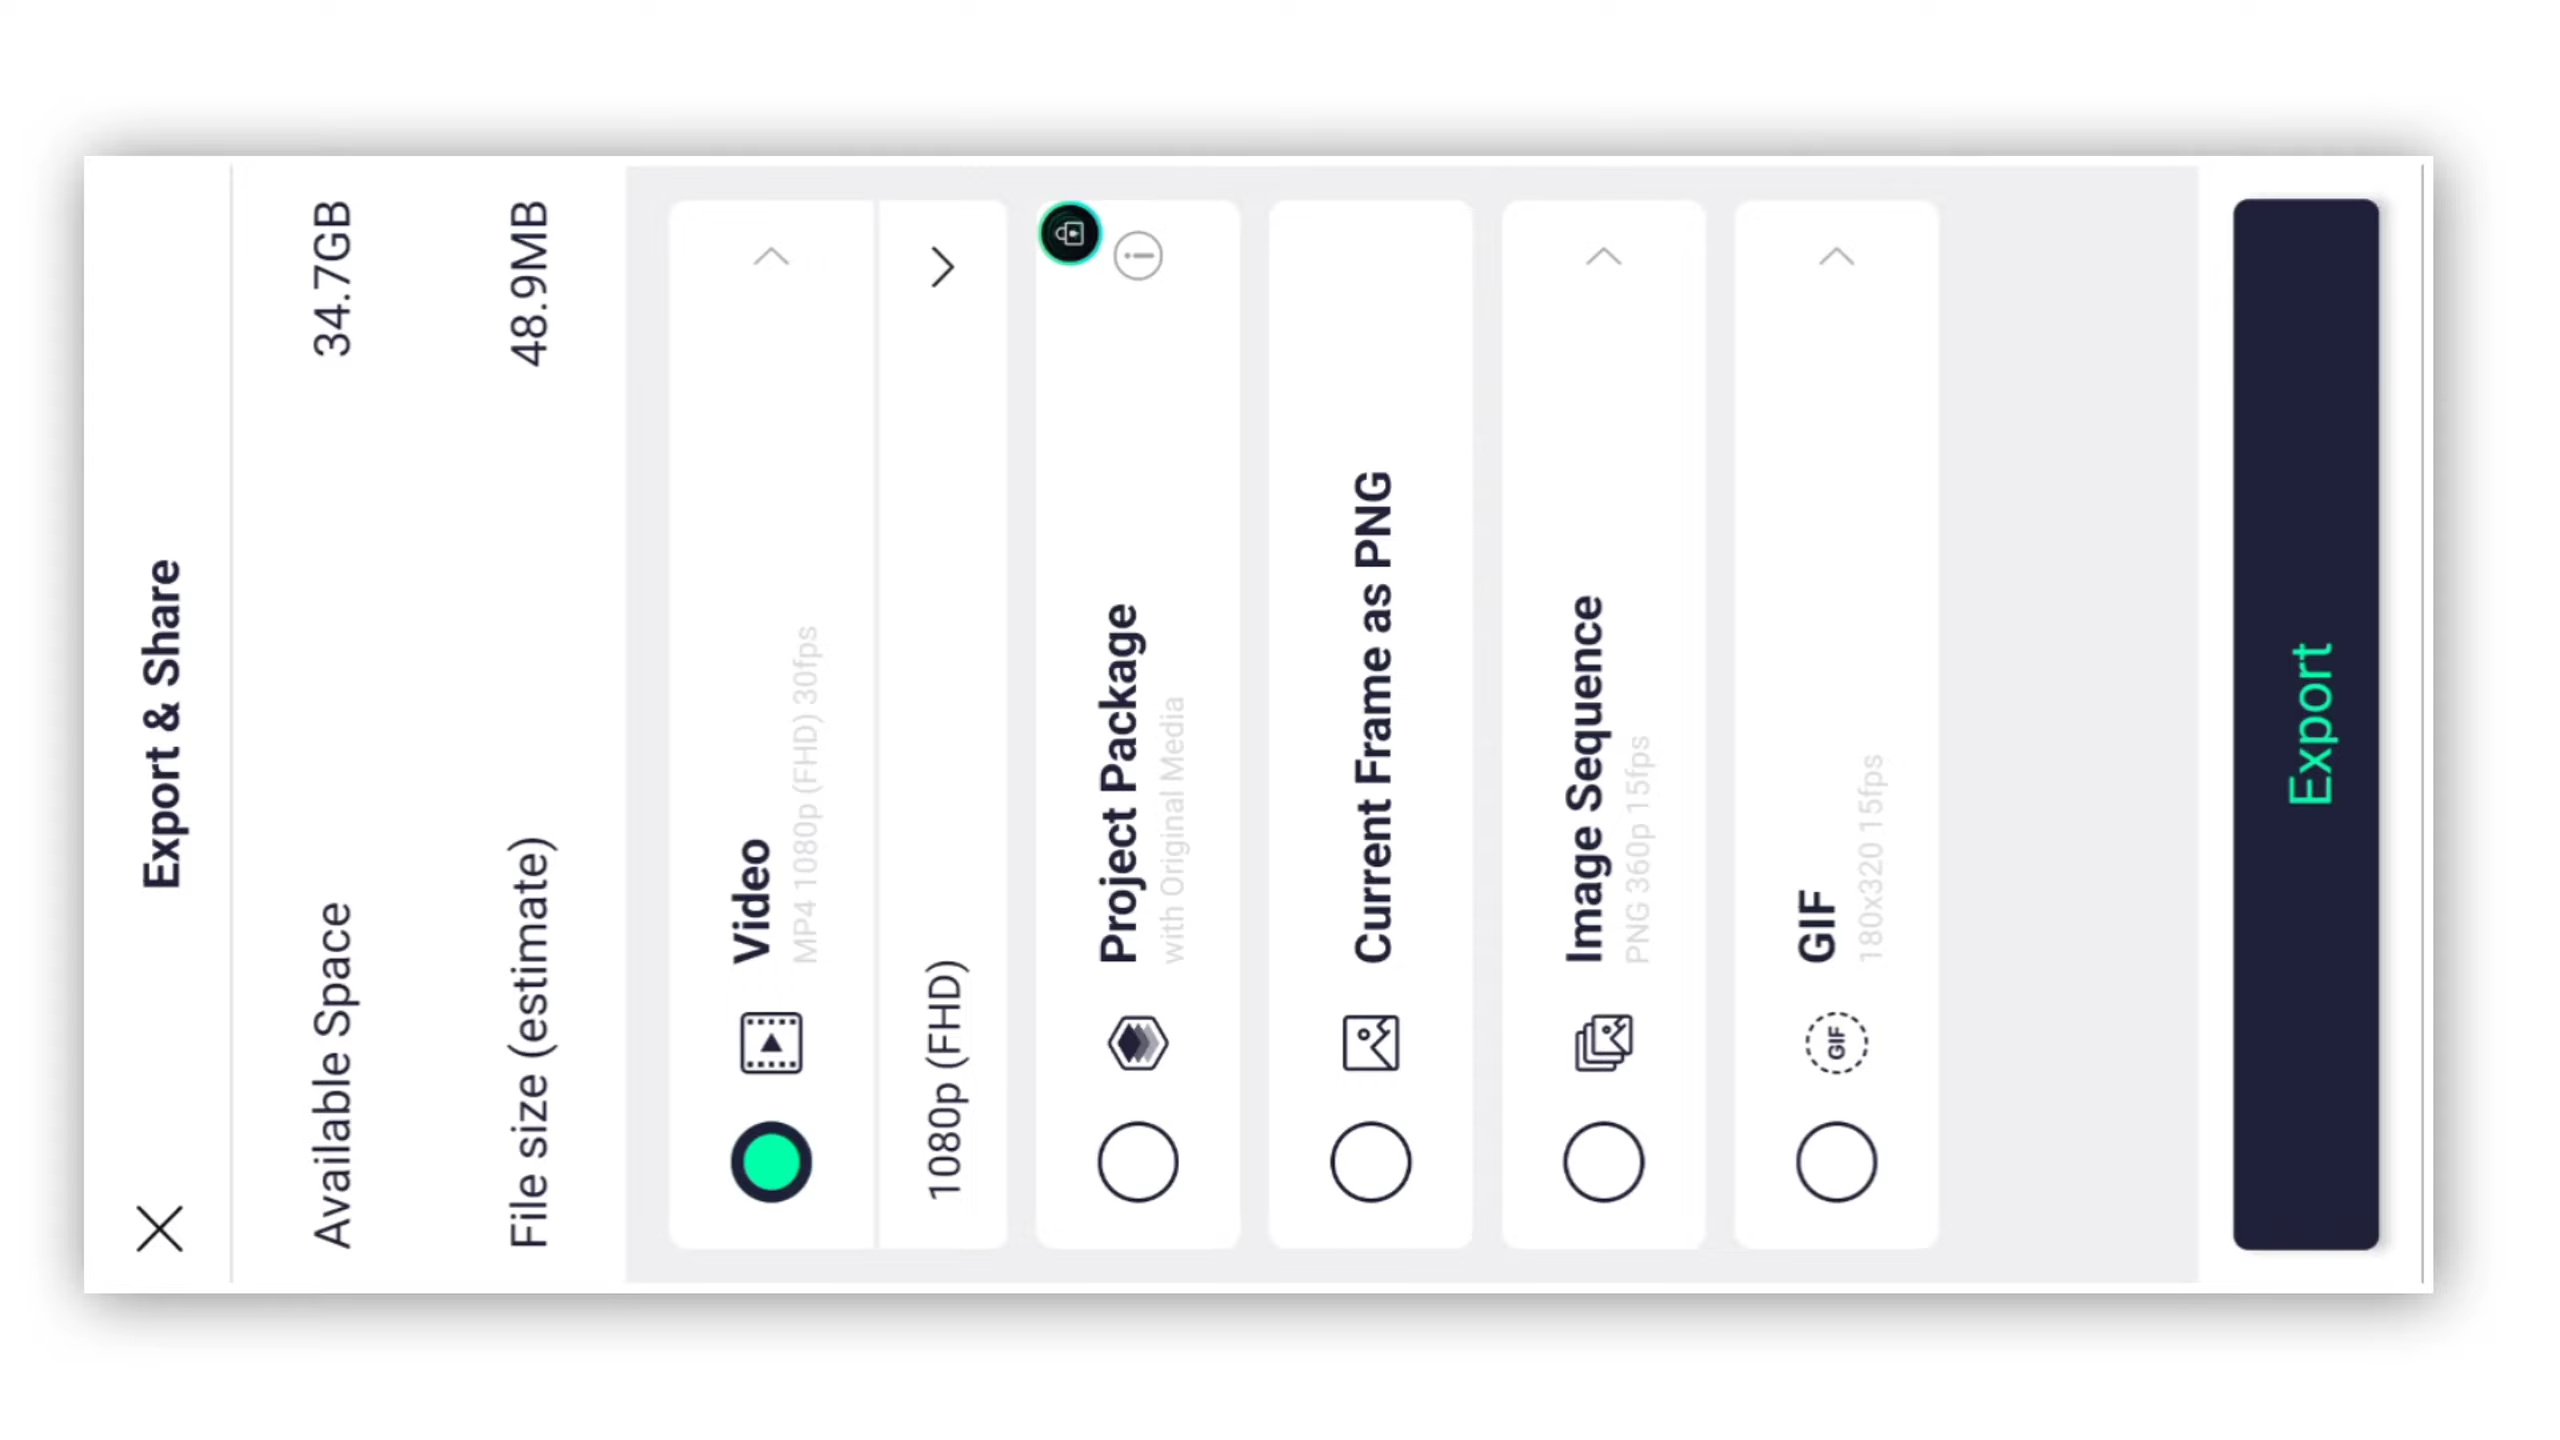 Export & Share
Available Space 34.7GB
File size (estimate) 48.9MB
Video
MP4 1080p (FHD) 30fps
1080p (FHD)
Project Package
with Original Media
Current Frame as PNG
Image Sequence
PNG 360p 15fps
GIF
GIF
180x320 15fps
Export